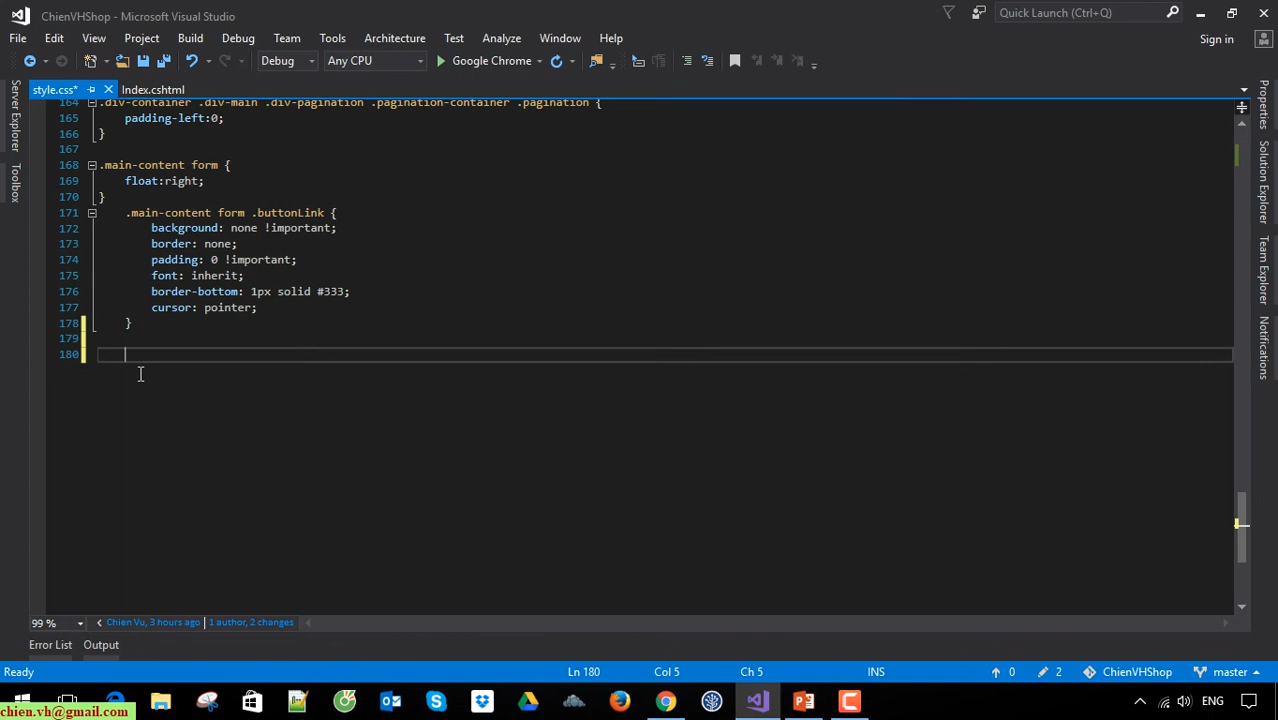 ChienVHShop - Microsoft Visual Studio
Quick Launch (Ctrl+Q)
File Edit View Project Build Debug Team Tools Architecture Test Analyze Window Help
Sign in
Debug Any CPU Google Chrome
style.css* Index.cshtml
Server Explorer
Toolbox
Properties
Solution Explorer
Team Explorer
Notifications
164 .div-container .div-main .div-pagination .pagination-container .pagination {
165 padding-left:0;
166 }
167
168 .main-content form {
169 float:right;
170 }
171 .main-content form .buttonLink {
172 background: none !important;
173 border: none;
174 padding: 0 !important;
175 font: inherit;
176 border-bottom: 1px solid #333;
177 cursor: pointer;
178 }
179
180
99 % Chien Vu, 3 hours ago | 1 author, 2 changes
Error List Output
Ready Ln 180 Col 5 Ch 5 INS 0 2 ChienVHShop master
ENG
chien.vh@gmail.com